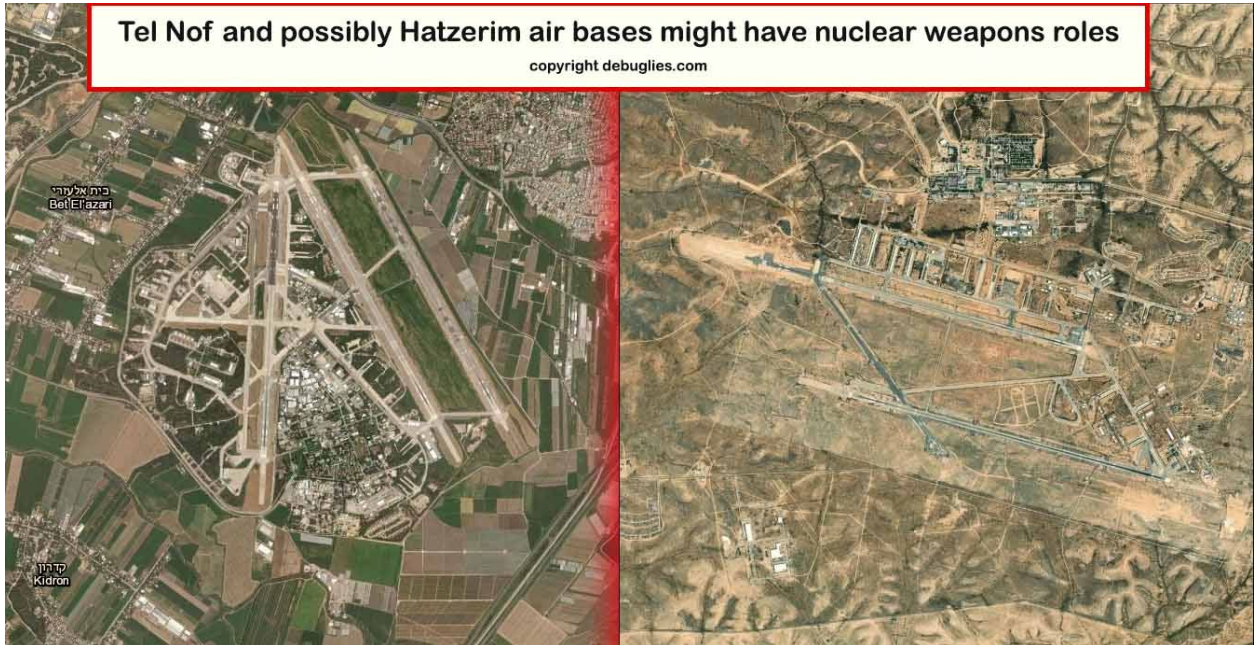 Tel Nof and possibly Hatzerim air bases might have nuclear weapons roles
copyright debuglies.com
בית אלעזרי
Bet El'azari
קדרון
Kidron